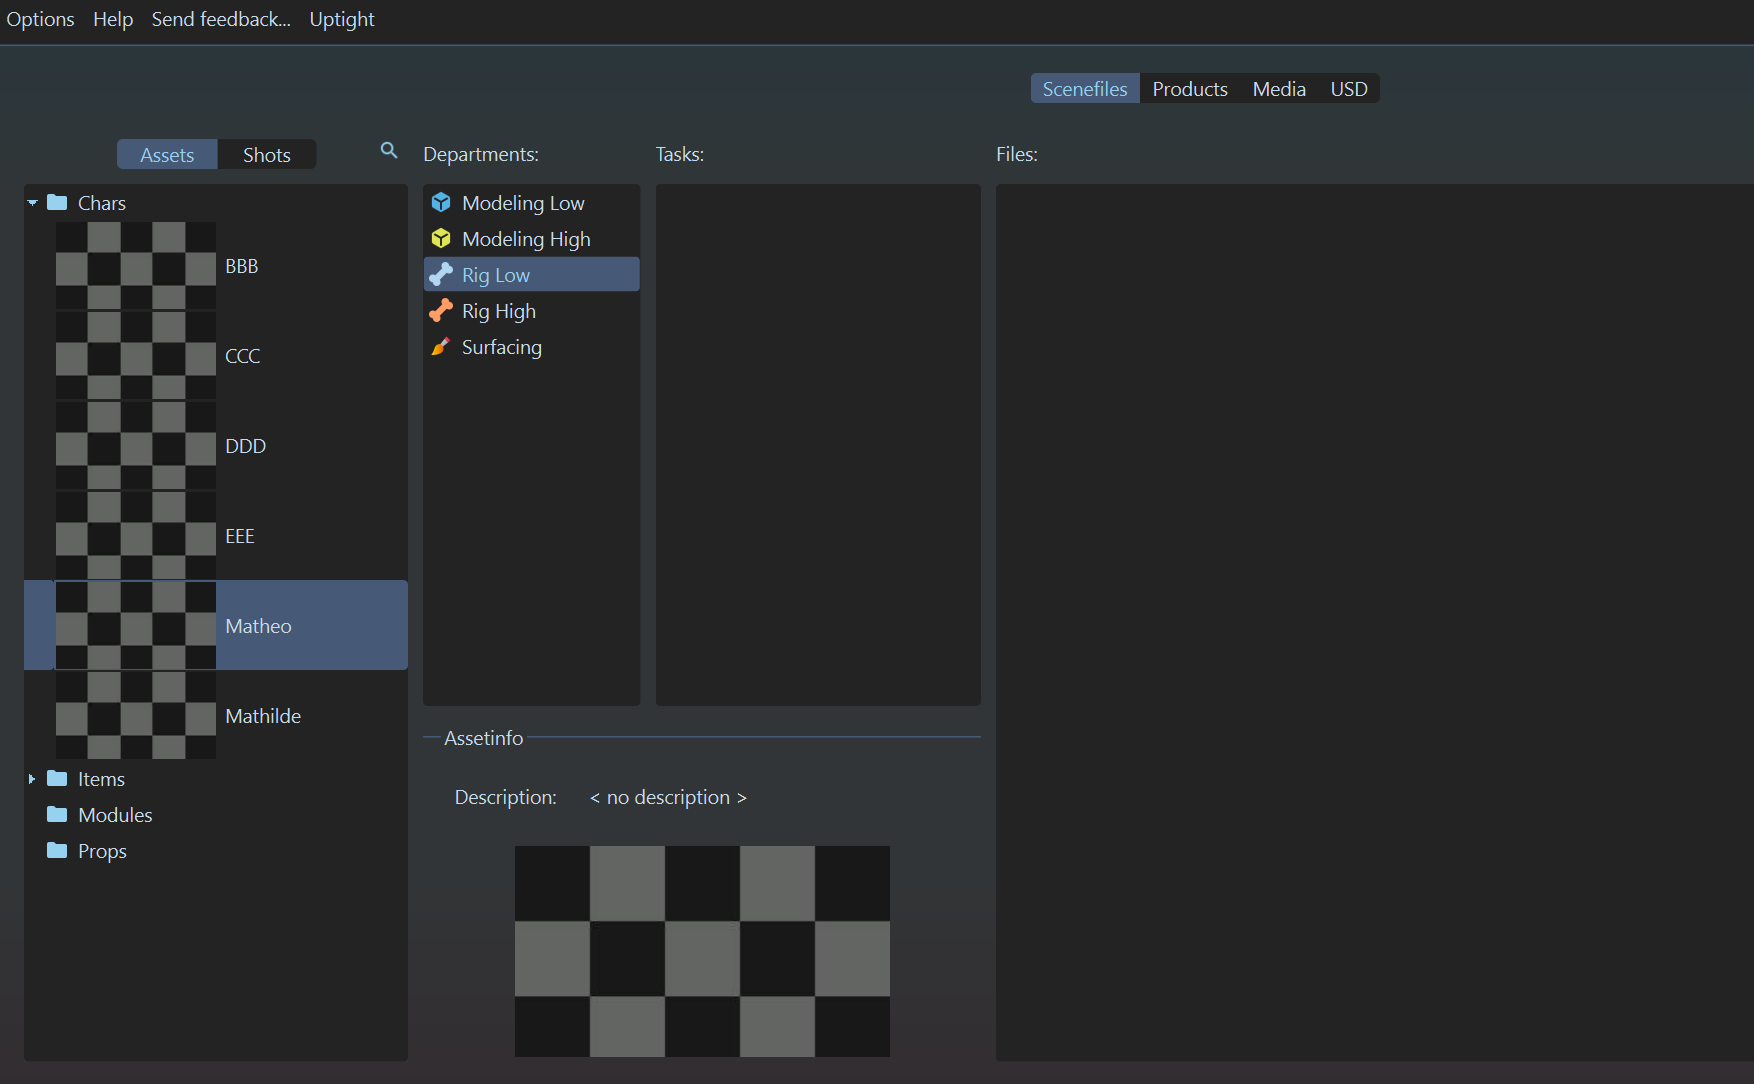 Options Help Send feedback... Uptight
Scenefiles Products Media USD
Assets Shots
Departments:
Tasks:
Files:
Chars
BBB
CCC
DDD
EEE
Matheo
Mathilde
Items
Modules
Props
Modeling Low
Modeling High
Rig Low
Rig High
Surfacing
Assetinfo
Description: < no description >